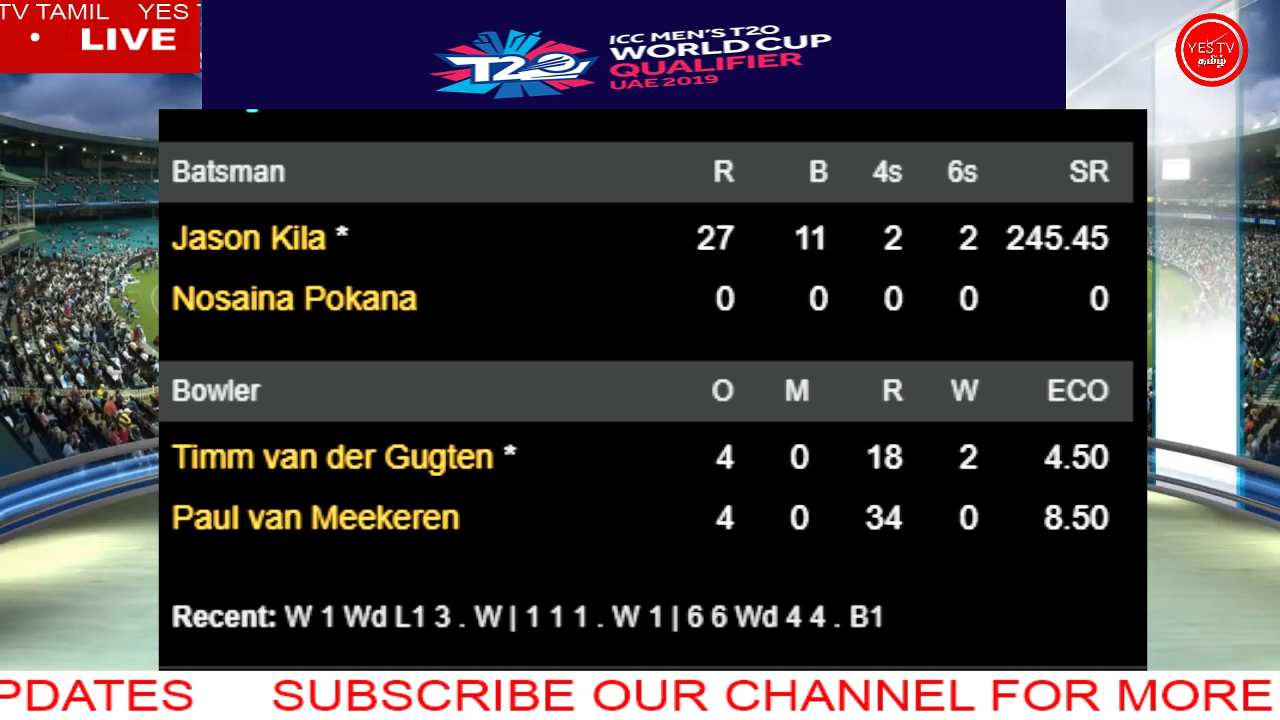 TV TAMIL YES
• LIVE
T20
ICC MEN'S T20
WORLD CUP
QUALIFIER
UAE 2019
YES TV
தமிழ்
Batsman R B 4s 6s SR
Jason Kila * 27 11 2 2 245.45
Nosaina Pokana 0 0 0 0 0
Bowler O M R W ECO
Timm van der Gugten * 4 0 18 2 4.50
Paul van Meekeren 4 0 34 0 8.50
Recent: W 1 Wd L1 3 . W | 1 1 1 . W 1 | 6 6 Wd 4 4 . B1
PDATES SUBSCRIBE OUR CHANNEL FOR MORE